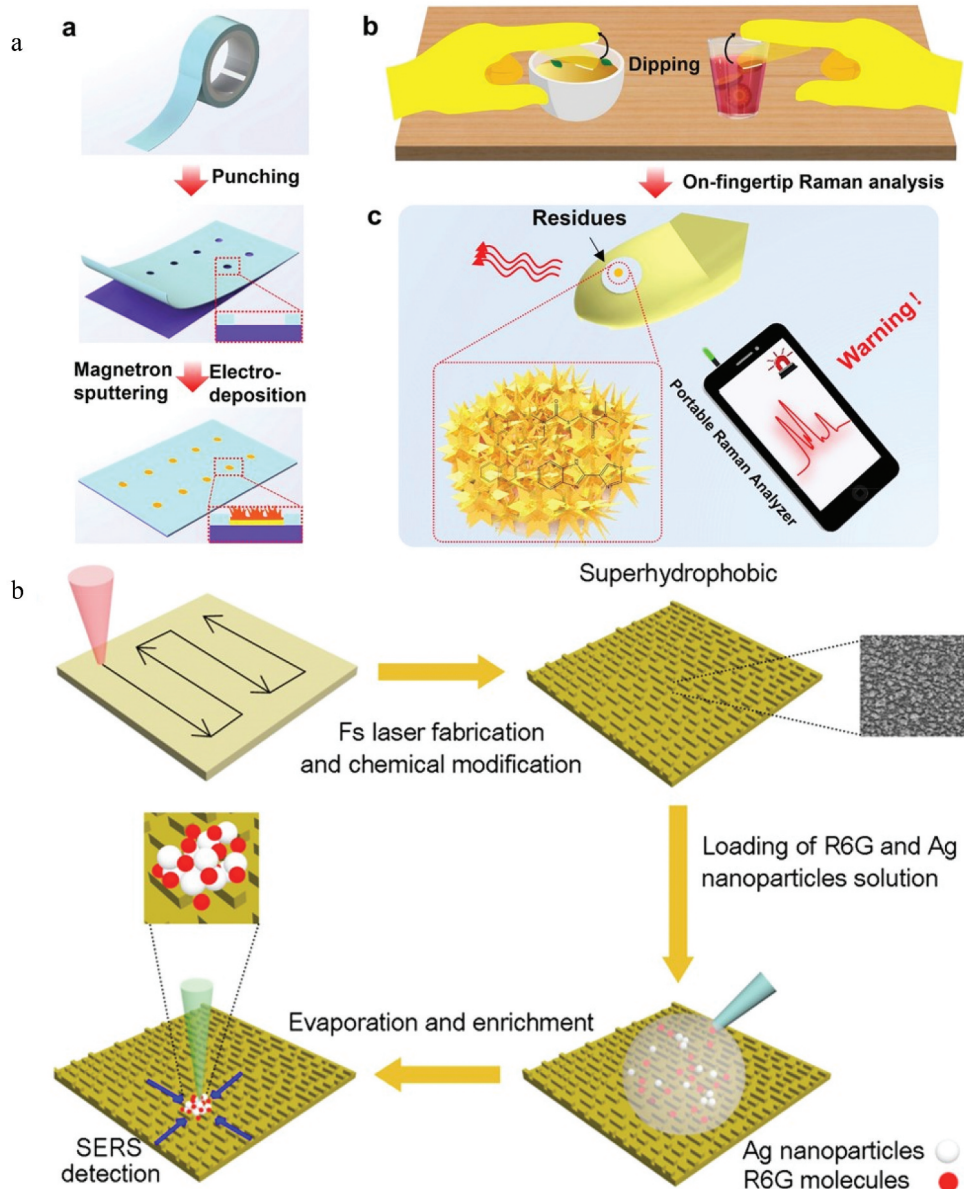 a
a
b
Dipping
Punching
On-fingertip Raman analysis
c
Residues
Magnetron
sputtering
Electro-
deposition
Warning!
Portable Raman Analyzer
b
Superhydrophobic
Fs laser fabrication
and chemical modification
Loading of R6G and Ag
nanoparticles solution
Evaporation and enrichment
SERS
detection
Ag nanoparticles
R6G molecules